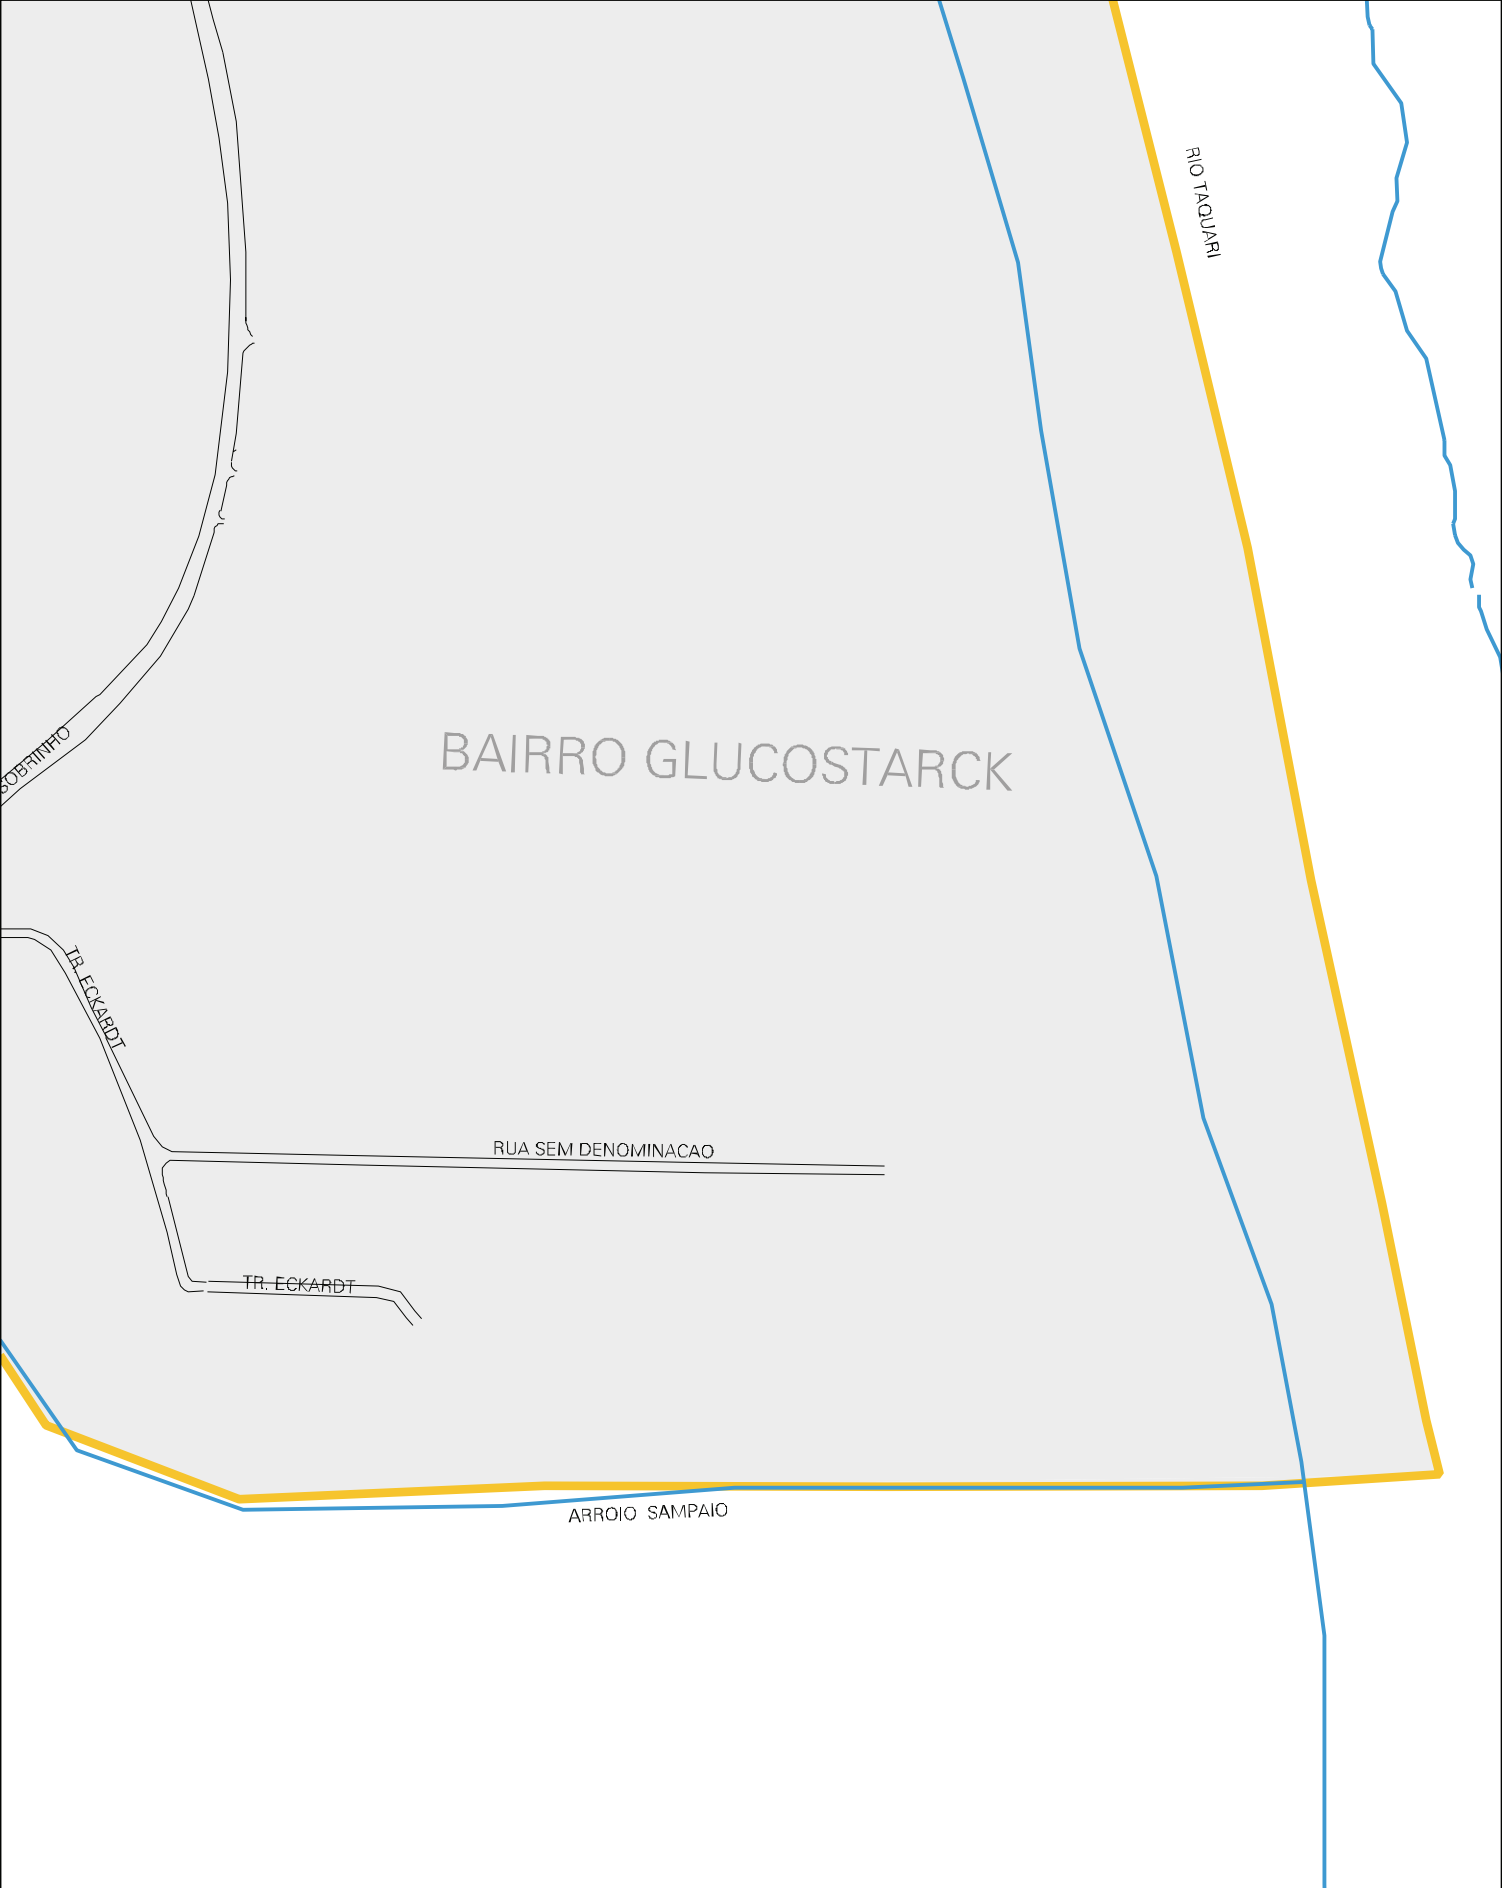 RIO TAQUARI
SOBRINHO
BAIRRO GLUCOSTARCK
TR. ECKARDT
RUA SEM DENOMINACAO
TR. ECKARDT
ARROIO SAMPAIO